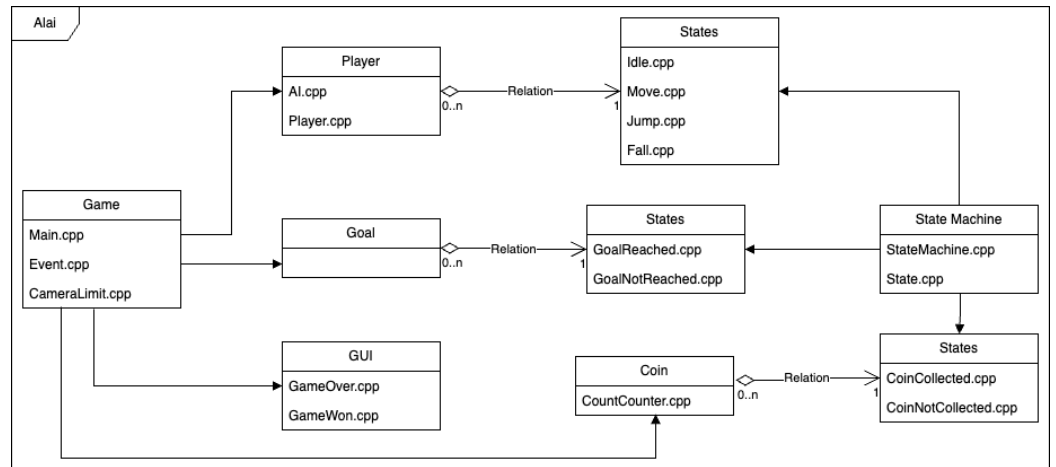 Alai
Player
AI.cpp
Player.cpp
0..n
Relation
1
States
Idle.cpp
Move.cpp
Jump.cpp
Fall.cpp
Game
Main.cpp
Event.cpp
CameraLimit.cpp
Goal
0..n
Relation
1
States
GoalReached.cpp
GoalNotReached.cpp
State Machine
StateMachine.cpp
State.cpp
GUI
GameOver.cpp
GameWon.cpp
Coin
CountCounter.cpp
0..n
Relation
1
States
CoinCollected.cpp
CoinNotCollected.cpp